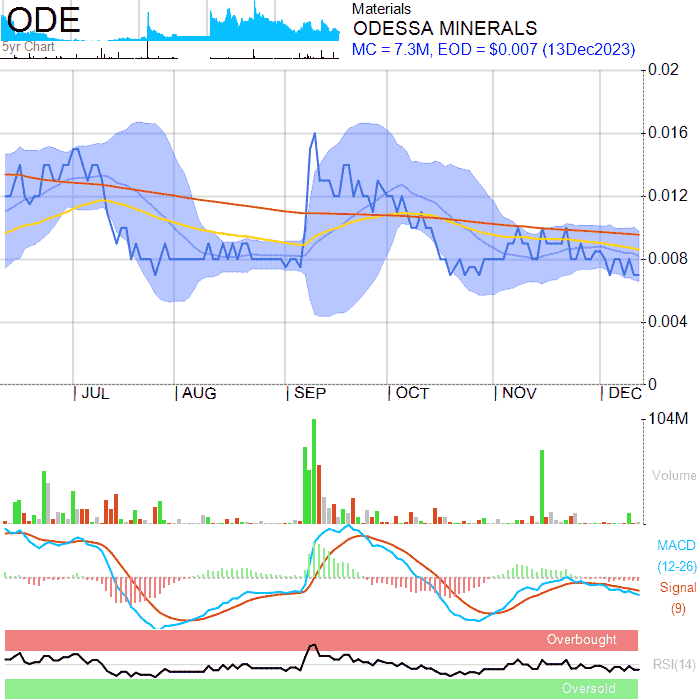 ODE
5yr Chart
Materials
ODESSA MINERALS
MC = 7.3M, EOD = $0.007 (13Dec2023)
0.02
0.016
0.012
0.008
0.004
0
JUL AUG SEP OCT NOV DEC
104M
Volume
MACD
(12-26)
Signal
(9)
Overbought
RSI(14)
Oversold